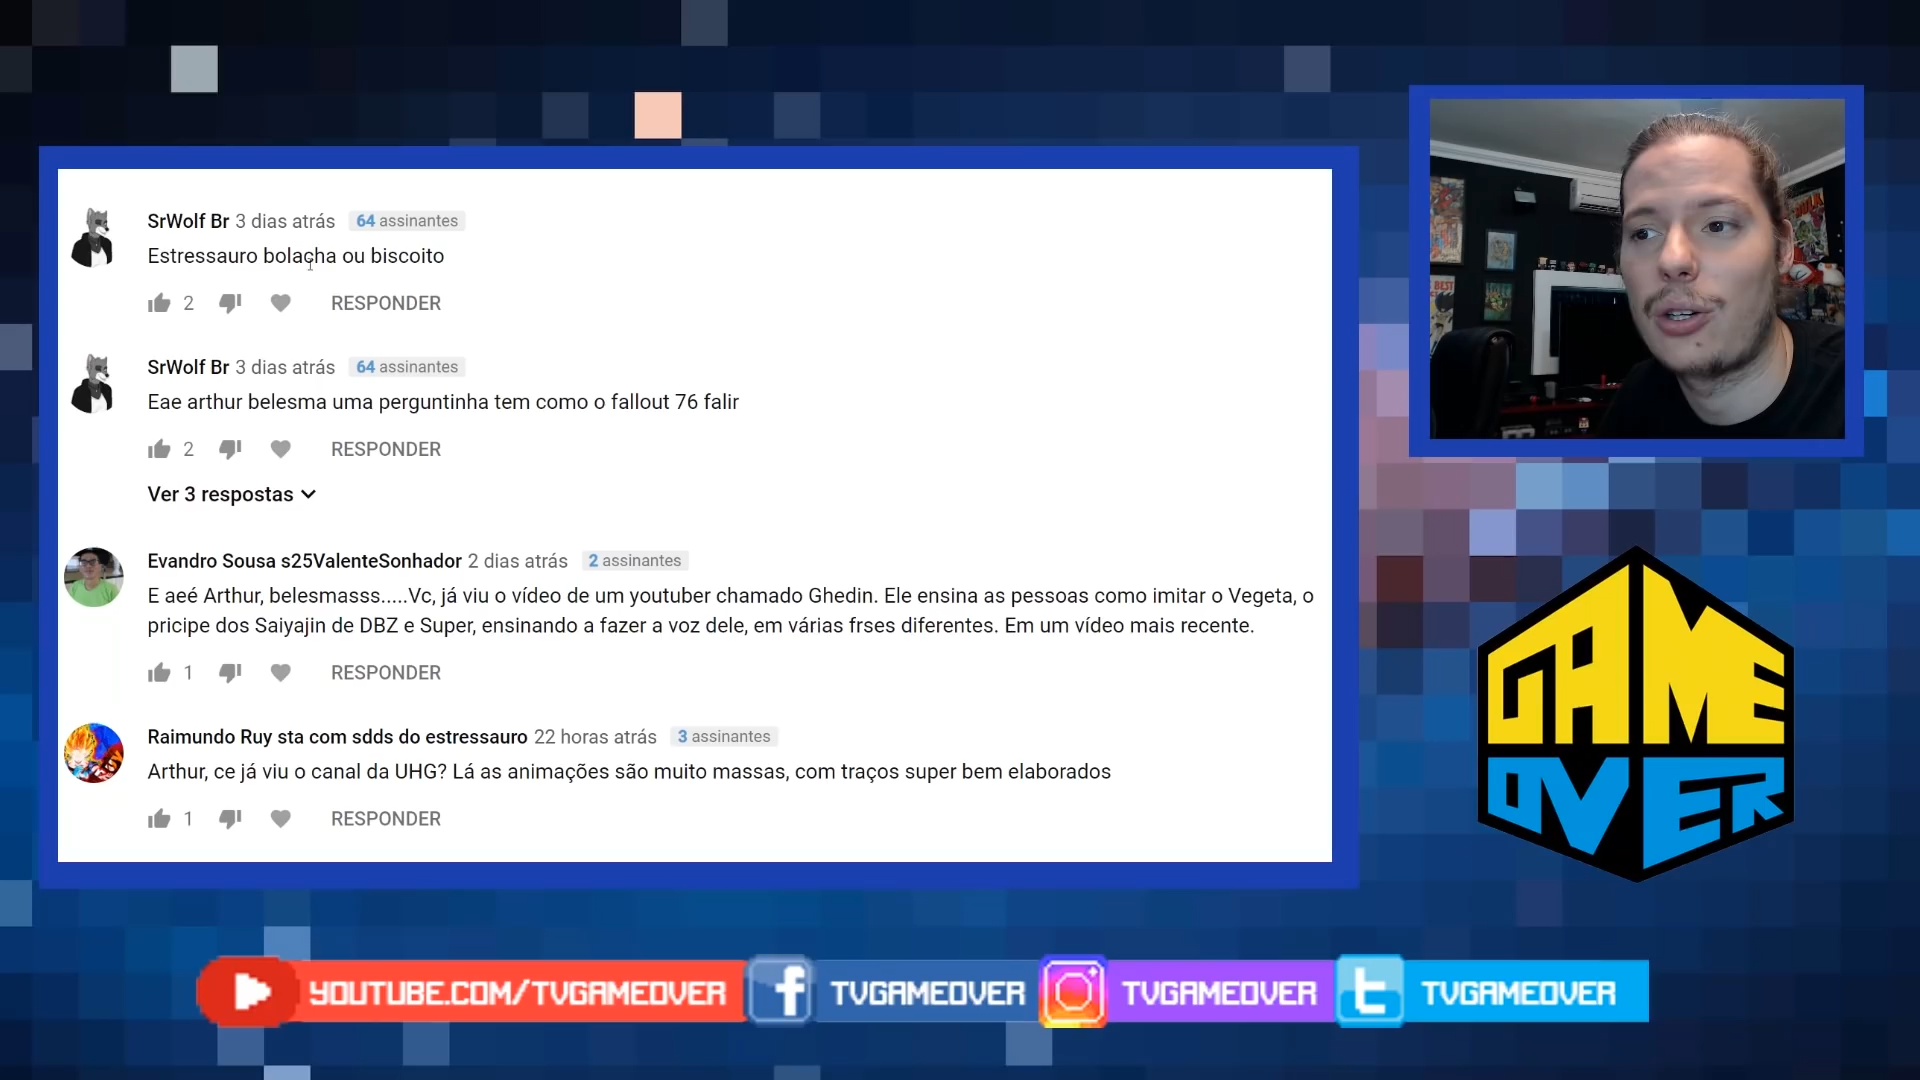 SrWolf Br 3 dias atrás 64 assinantes
Estressauro bolacha ou biscoito
2 RESPONDER
SrWolf Br 3 dias atrás 64 assinantes
Eae arthur belesma uma perguntinha tem como o fallout 76 falir
2 RESPONDER
Ver 3 respostas
Evandro Sousa s25ValenteSonhador 2 dias atrás 2 assinantes
E aeé Arthur, belesmasss.....Vc, já viu o vídeo de um youtuber chamado Ghedin. Ele ensina as pessoas como imitar o Vegeta, o
pricipe dos Saiyajin de DBZ e Super, ensinando a fazer a voz dele, em várias frses diferentes. Em um vídeo mais recente.
1 RESPONDER
Raimundo Ruy sta com sdds do estressauro 22 horas atrás 3 assinantes
Arthur, ce já viu o canal da UHG? Lá as animações são muito massas, com traços super bem elaborados
1 RESPONDER
HULK
BEST
GAME
OVER
YOUTUBE.COM/TVGAMEOVER
TVGAMEOVER
TVGAMEOVER
TVGAMEOVER